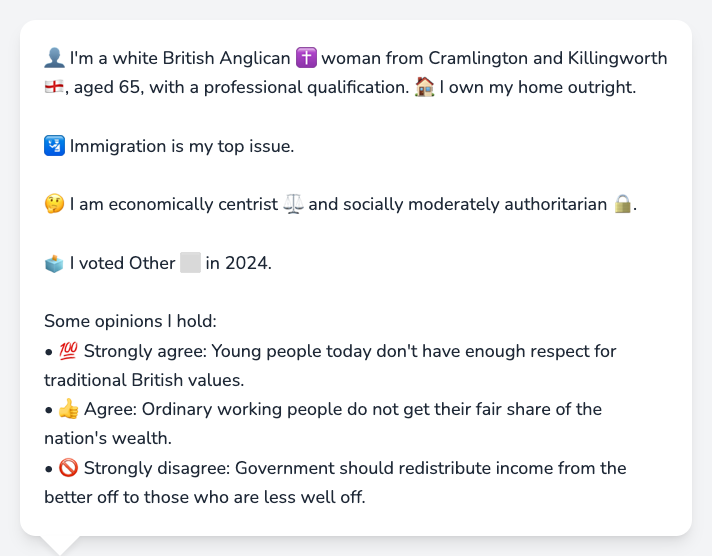 👤 I'm a white British Anglican ✝️ woman from Cramlington and Killingworth
🏴󠁧󠁢󠁥󠁮󠁧󠁿, aged 65, with a professional qualification. 🏠 I own my home outright.
🛂 Immigration is my top issue.
🤔 I am economically centrist ⚖️ and socially moderately authoritarian 🔒.
🗳️ I voted Other ⬜ in 2024.
Some opinions I hold:
• 💯 Strongly agree: Young people today don't have enough respect for
traditional British values.
• 👍 Agree: Ordinary working people do not get their fair share of the
nation's wealth.
• 🚫 Strongly disagree: Government should redistribute income from the
better off to those who are less well off.